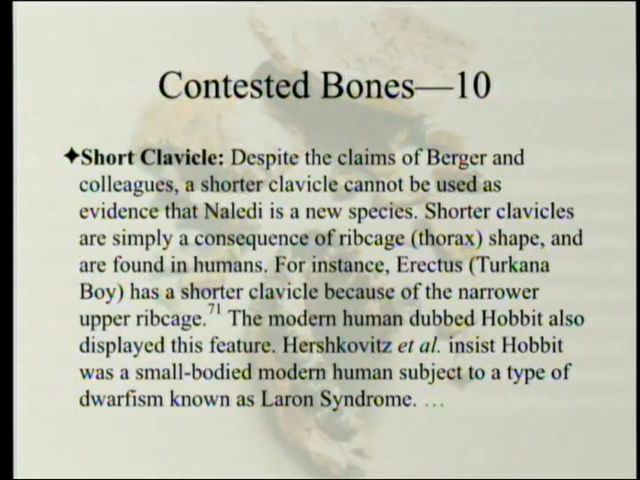 Contested Bones—10
✦Short Clavicle: Despite the claims of Berger and
colleagues, a shorter clavicle cannot be used as
evidence that Naledi is a new species. Shorter clavicles
are simply a consequence of ribcage (thorax) shape, and
are found in humans. For instance, Erectus (Turkana
Boy) has a shorter clavicle because of the narrower
upper ribcage.71 The modern human dubbed Hobbit also
displayed this feature. Hershkovitz et al. insist Hobbit
was a small-bodied modern human subject to a type of
dwarfism known as Laron Syndrome. …